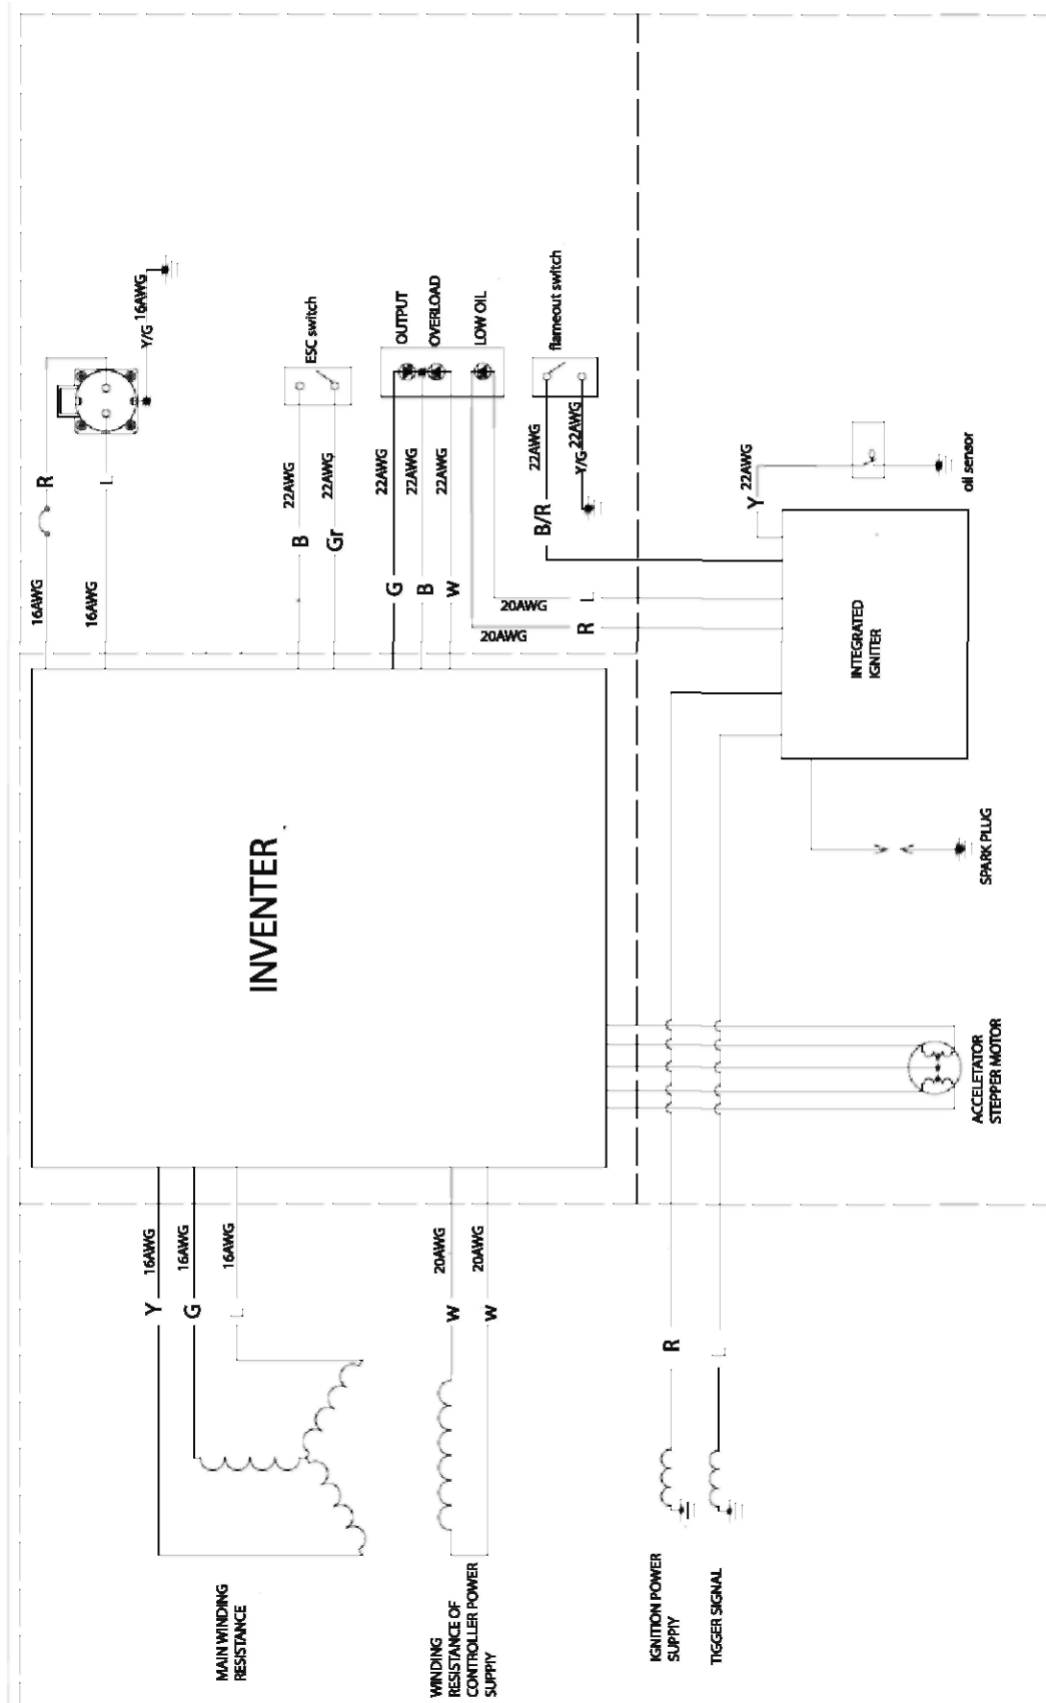 16AWG
R
16AWG
L
Y/G
16AWG
ESC switch
22AWG
B
22AWG
Gr
OUTPUT
OVERLOAD
LOW OIL
22AWG
G
22AWG
B
22AWG
W
20AWG
R
20AWG
L
flameout switch
22AWG
B/R
22AWG
Y/G
22AWG
Y
oil sensor
INTEGRATED
IGNITER
SPARK PLUG
INVENTER
ACCELETATOR
STEPPER MOTOR
16AWG
Y
16AWG
G
16AWG
L
20AWG
W
20AWG
W
R
L
MAIN WINDING
RESISTANCE
WINDING
RESISTANCE OF
CONTROLLER POWER
SUPPIY
IGNITION POWER
SUPPIY
TIGGER SIGNAL